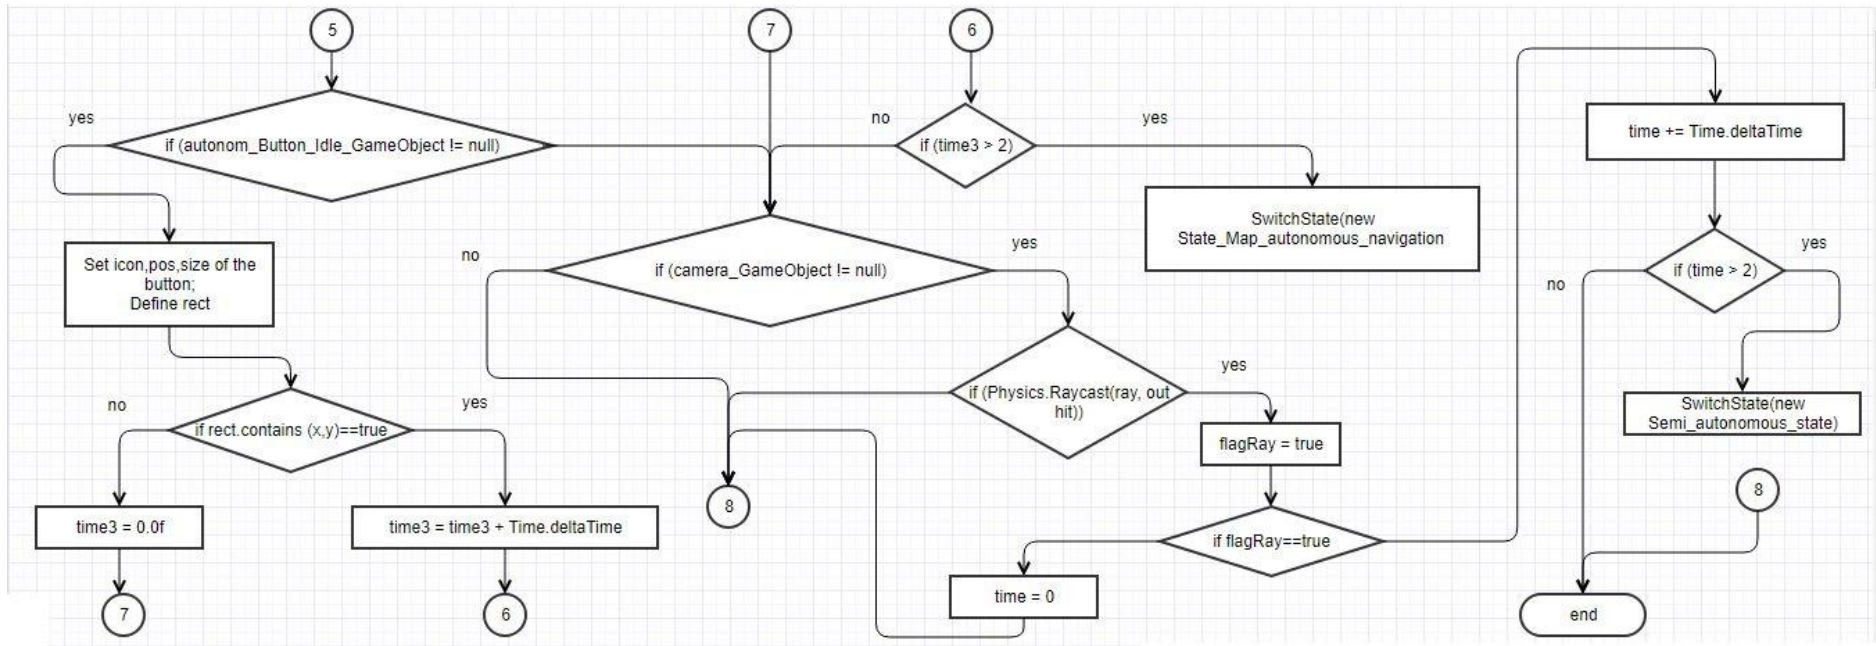 5
7
6
yes
no
yes
if (autonom_Button_Idle_GameObject != null)
if (time3 > 2)
time += Time.deltaTime
SwitchState(new
State_Map_autonomous_navigation
no
yes
yes
Set icon,pos,size of the
button;
Define rect
if (camera_GameObject != null)
if (time > 2)
no
yes
if (Physics.Raycast(ray, out
hit))
no
yes
if rect.contains (x,y)==true
flagRay = true
SwitchState(new
Semi_autonomous_state)
8
8
time3 = 0.0f
time3 = time3 + Time.deltaTime
if flagRay==true
time = 0
7
6
end